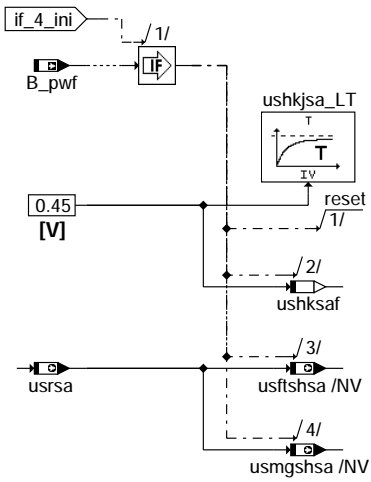 if_4_ini
1/
IF
B_pwf
ushkjsa_LT
T
T
IV
0.45
[V]
reset
1/
2/
ushksaf
3/
usrsa
usftshsa /NV
4/
usmgshsa /NV